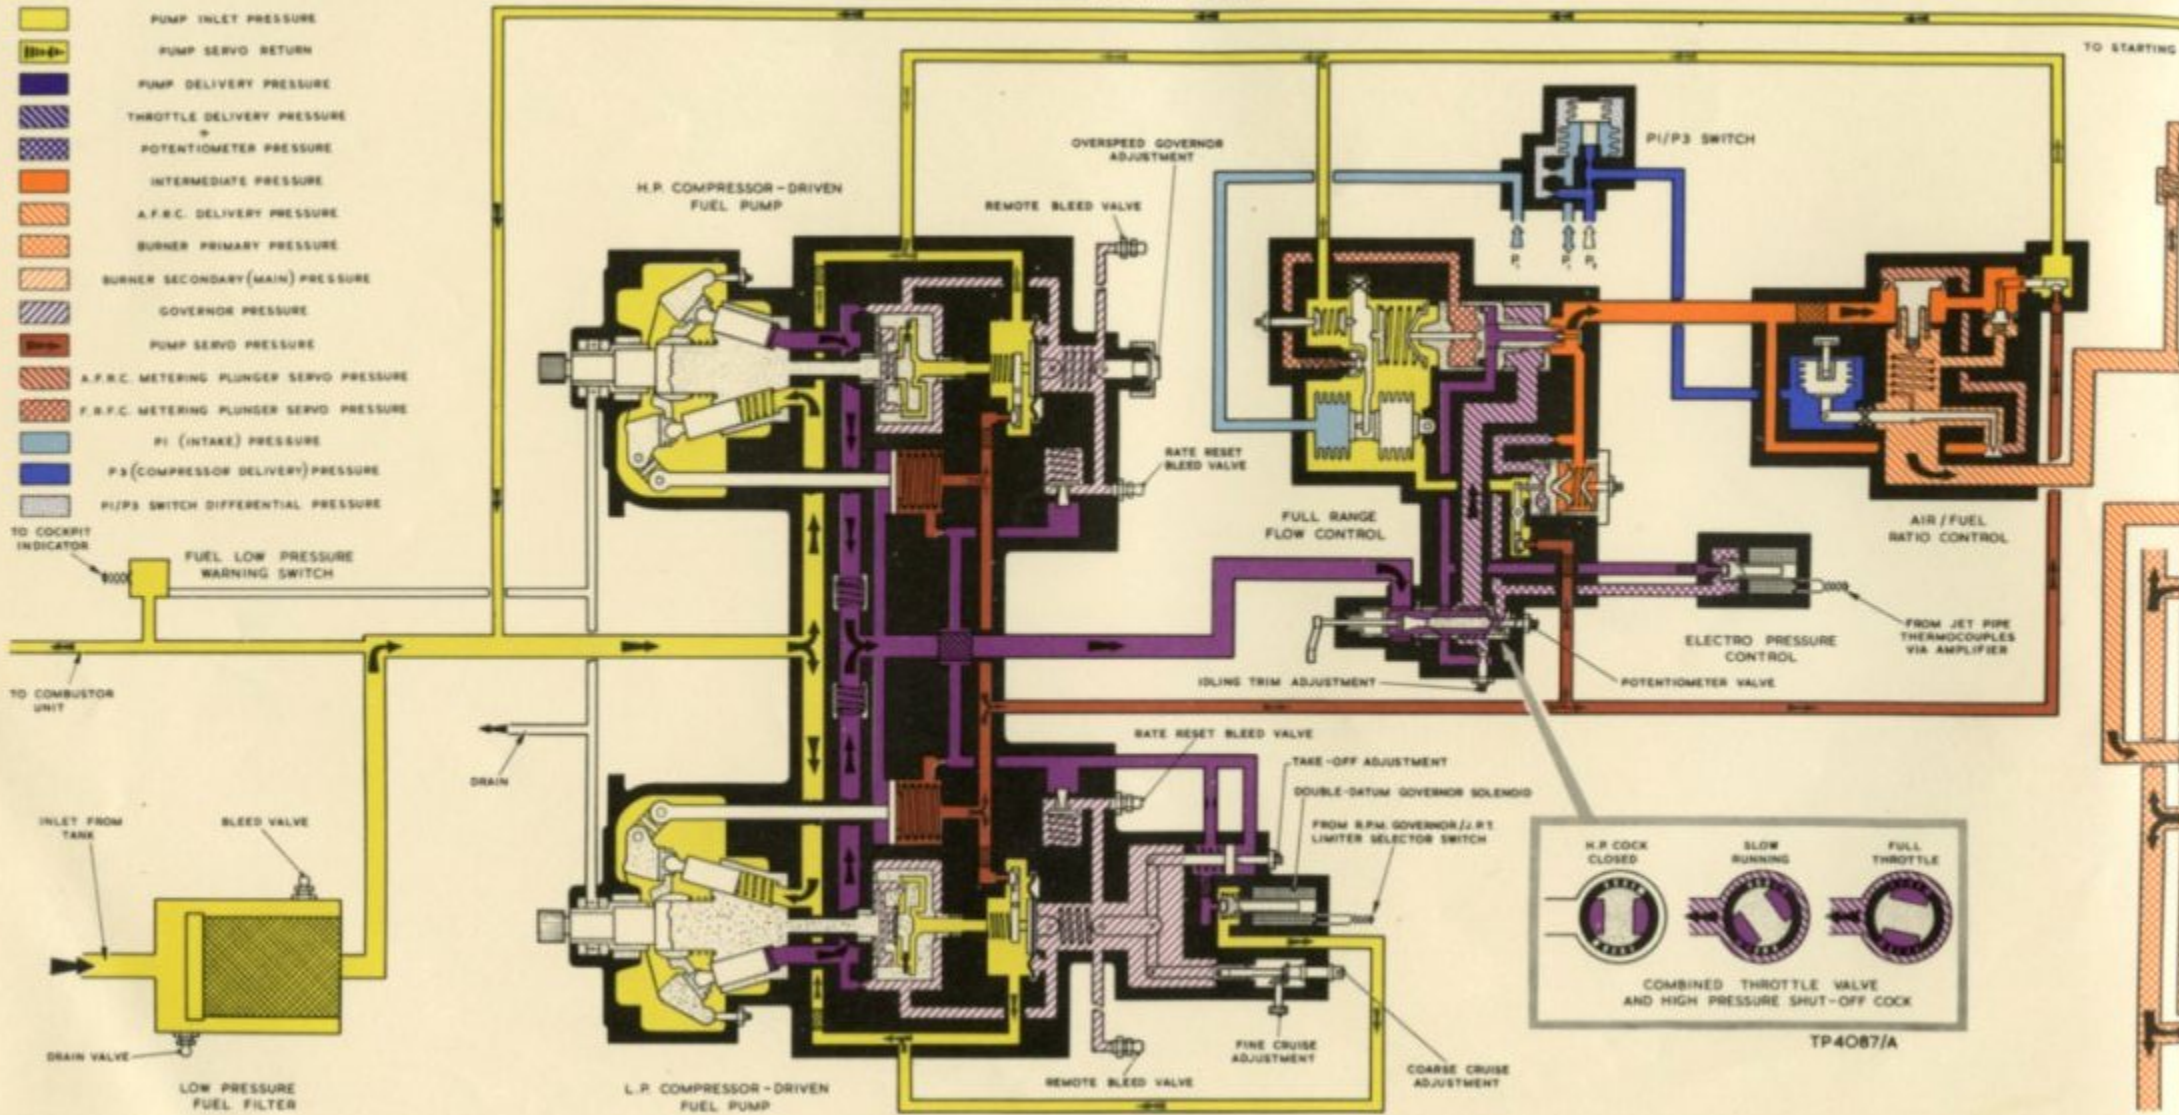 PUMP INLET PRESSURE
PUMP SERVO RETURN
PUMP DELIVERY PRESSURE
THROTTLE DELIVERY PRESSURE
POTENTIOMETER PRESSURE
INTERMEDIATE PRESSURE
A.F.R.C. DELIVERY PRESSURE
BURNER PRIMARY PRESSURE
BURNER SECONDARY (MAIN) PRESSURE
GOVERNOR PRESSURE
PUMP SERVO PRESSURE
A.F.R.C. METERING PLUNGER SERVO PRESSURE
F.R.F.C. METERING PLUNGER SERVO PRESSURE
P1 (INTAKE) PRESSURE
P3 (COMPRESSOR DELIVERY) PRESSURE
P1/P3 SWITCH DIFFERENTIAL PRESSURE
TO COCKPIT
INDICATOR
FUEL LOW PRESSURE
WARNING SWITCH
TO COMBUSTOR
UNIT
DRAIN
INLET FROM
TANK
BLEED VALVE
DRAIN VALVE
LOW PRESSURE
FUEL FILTER
H.P. COMPRESSOR-DRIVEN
FUEL PUMP
OVERSPEED GOVERNOR
ADJUSTMENT
REMOTE BLEED VALVE
RATE RESET
BLEED VALVE
TO STARTING
P1/P3 SWITCH
FULL RANGE
FLOW CONTROL
AIR/FUEL
RATIO CONTROL
ELECTRO PRESSURE
CONTROL
FROM JET PIPE
THERMOCOUPLES
VIA AMPLIFIER
IDLING TRIM ADJUSTMENT
POTENTIOMETER VALVE
RATE RESET BLEED VALVE
TAKE-OFF ADJUSTMENT
DOUBLE-DATUM GOVERNOR SOLENOID
FROM R.P.M. GOVERNOR/J.P.T.
LIMITER SELECTOR SWITCH
FINE CRUISE
ADJUSTMENT
COARSE CRUISE
ADJUSTMENT
REMOTE BLEED VALVE
L.P. COMPRESSOR-DRIVEN
FUEL PUMP
H.P. COCK
CLOSED
SLOW
RUNNING
FULL
THROTTLE
COMBINED THROTTLE VALVE
AND HIGH PRESSURE SHUT-OFF COCK
TP4087/A